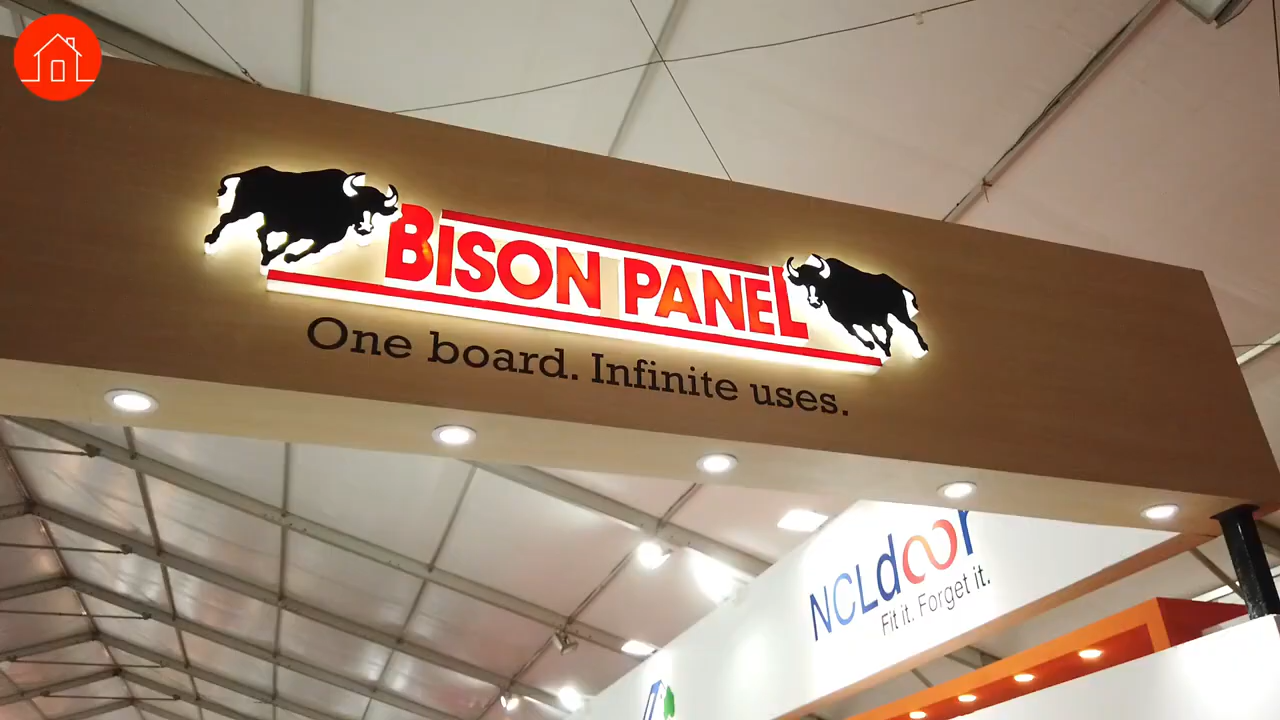 BISON PANEL
One board. Infinite uses.
NCLdoor
Fit it. Forget it.